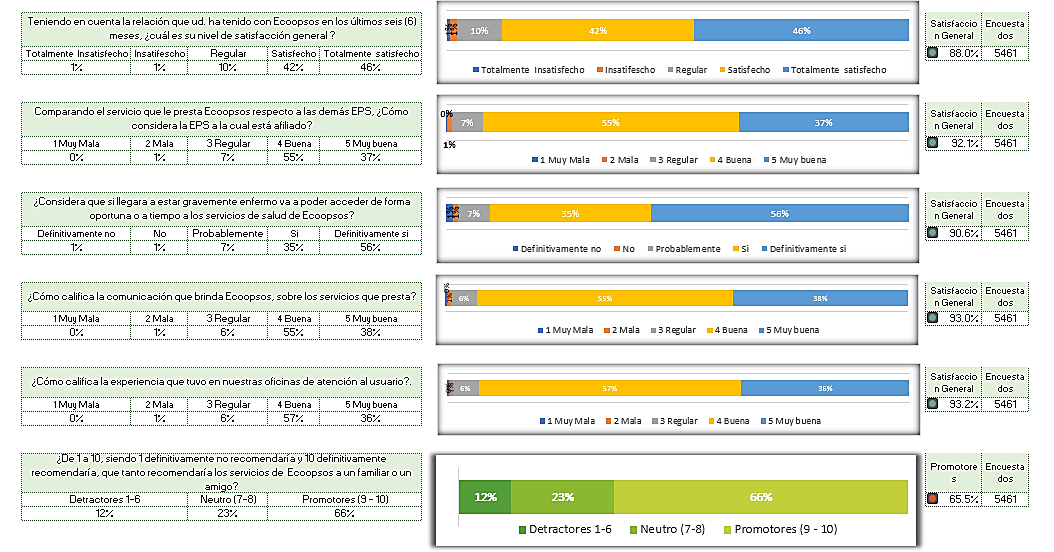 Teniendo en cuenta la relación que ud. ha tenido con Ecoopsos en los últimos seis (6)
meses, ¿cuál es su nivel de satisfacción general ?
Totalmente Insatisfecho Insatifescho Regular Satisfecho Totalmente satisfecho
1% 1% 10% 42% 46%
1% 1% 10% 42% 46%
Totalmente Insatisfecho Insatifescho Regular Satisfecho Totalmente satisfecho
Satisfacció
n General
Encuesta
dos
88.0% 5461
Comparando el servicio que le presta Ecoopsos respecto a las demás EPS, ¿Cómo
considera la EPS a la cual está afiliado?
1 Muy Mala 2 Mala 3 Regular 4 Buena 5 Muy buena
0% 1% 7% 55% 37%
0% 7% 55% 37%
1%
1 Muy Mala 2 Mala 3 Regular 4 Buena 5 Muy buena
Satisfacció
n General
Encuesta
dos
92.1% 5461
¿Considera que si llegara a estar gravemente enfermo va a poder acceder de forma
oportuna o a tiempo a los servicios de salud de Ecoopsos?
Definitivamente no No Probablemente Si Definitivamente si
1% 1% 7% 35% 56%
1% 1% 7% 35% 56%
Definitivamente no No Probablemente Si Definitivamente si
Satisfacció
n General
Encuesta
dos
90.6% 5461
¿Cómo califica la comunicación que brinda Ecoopsos, sobre los servicios que presta?
1 Muy Mala 2 Mala 3 Regular 4 Buena 5 Muy buena
0% 1% 6% 55% 38%
0% 1% 6% 55% 38%
1 Muy Mala 2 Mala 3 Regular 4 Buena 5 Muy buena
Satisfacció
n General
Encuesta
dos
93.0% 5461
¿Cómo califica la experiencia que tuvo en nuestras oficinas de atención al usuario?.
1 Muy Mala 2 Mala 3 Regular 4 Buena 5 Muy buena
0% 1% 6% 57% 36%
6% 57% 36%
1 Muy Mala 2 Mala 3 Regular 4 Buena 5 Muy buena
Satisfacció
n General
Encuesta
dos
93.2% 5461
¿De 1 a 10, siendo 1 definitivamente no recomendaría y 10 definitivamente
recomendaría, que tanto recomendaría los servicios de Ecoopsos a un familiar o un
amigo?
Detractores 1-6 Neutro (7-8) Promotores (9 - 10)
12% 23% 66%
12% 23% 66%
Detractores 1-6 Neutro (7-8) Promotores (9 - 10)
Promotore
s
Encuesta
dos
65.5% 5461